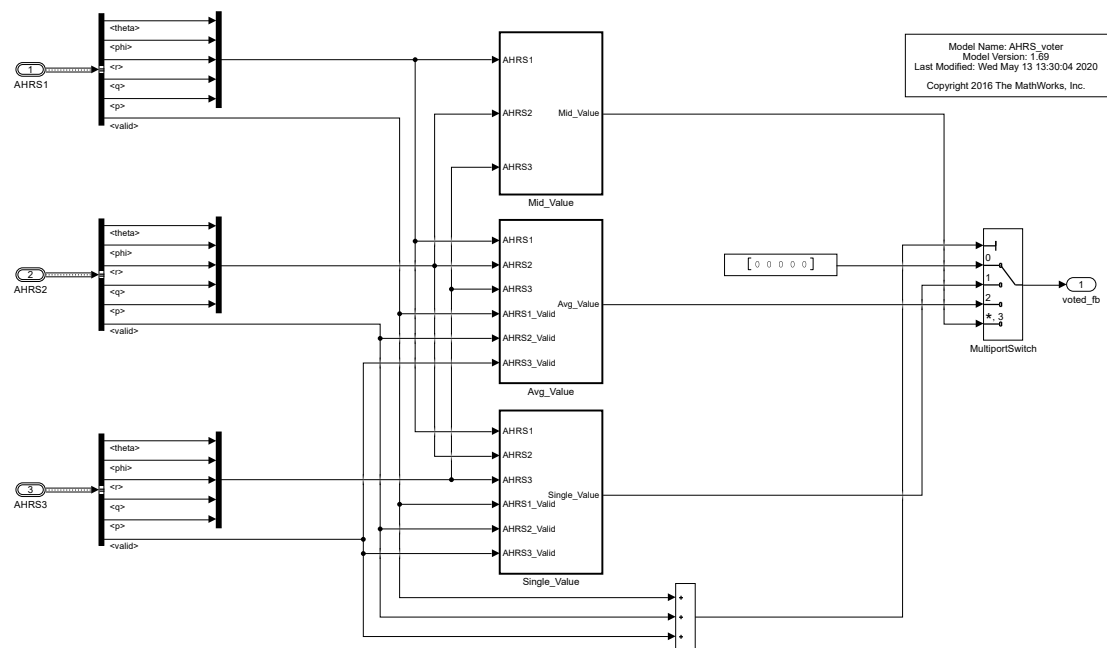 <theta>
<phi>
1
AHRS1
<r>
<q>
<p>
<valid>
AHRS1
AHRS2
Mid_Value
AHRS3
Mid_Value
Model Name: AHRS_voter
Model Version: 1.69
Last Modified: Wed May 13 13:30:04 2020
Copyright 2016 The MathWorks, Inc.
<theta>
<phi>
2
AHRS2
<r>
<q>
<p>
<valid>
AHRS1
AHRS2
AHRS3
Avg_Value
AHRS1_Valid
AHRS2_Valid
AHRS3_Valid
Avg_Value
[0 0 0 0 0]
0
1
2
*, 3
MultiportSwitch
1
voted_fb
<theta>
<phi>
3
AHRS3
<r>
<q>
<p>
<valid>
AHRS1
AHRS2
AHRS3
Single_Value
AHRS1_Valid
AHRS2_Valid
AHRS3_Valid
Single_Value
+
+
+